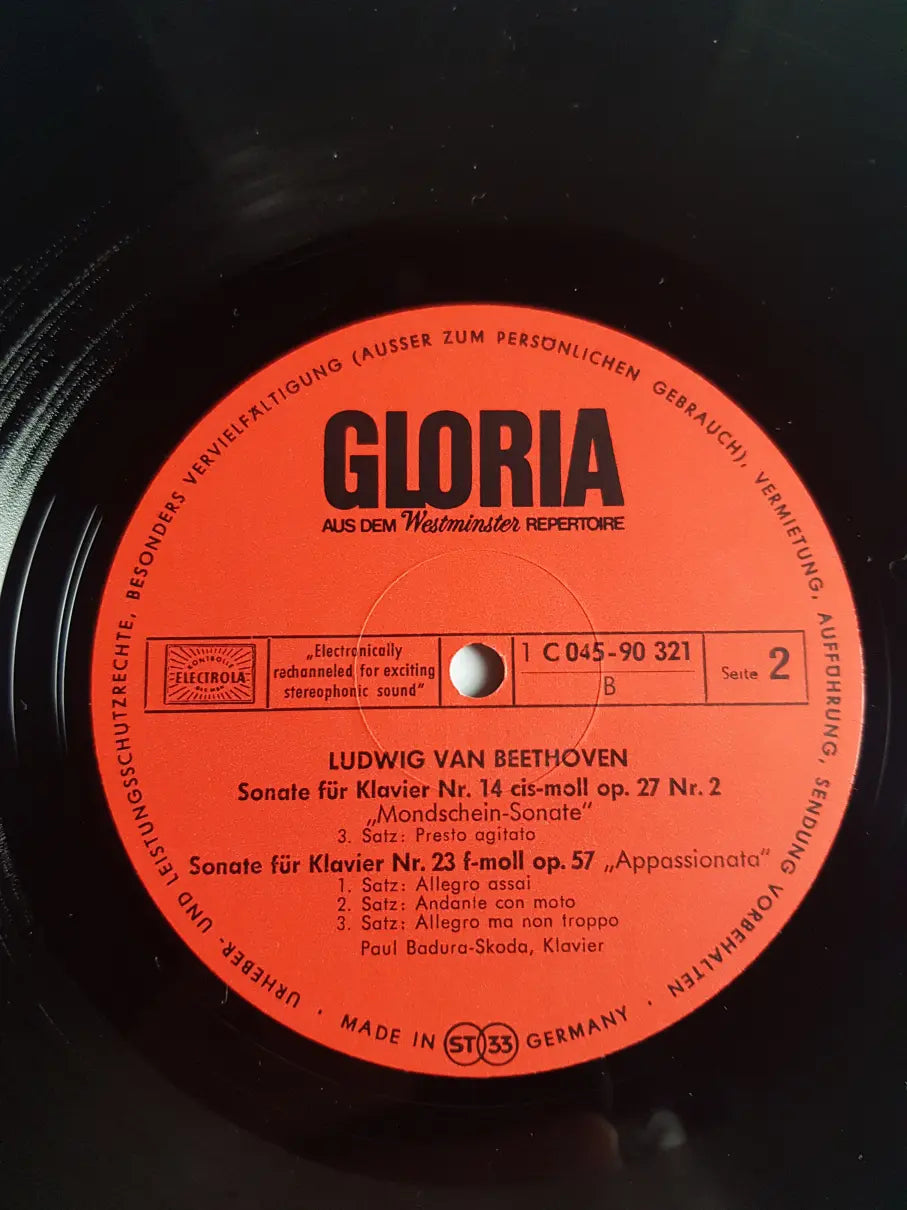 URHEBER- UND LEISTUNGSSCHUTZRECHTE, BESONDERS VERVIELFÄLTIGUNG (AUSSER ZUM PERSÖNLICHEN GEBRAUCH), VERMIETUNG, AUFFÜHRUNG, SENDUNG VORBEHALTEN ·
GLORIA
AUS DEM Westminster REPERTOIRE
KONTROLLE
ELECTROLA
„Electronically
rechanneled for exciting
stereophonic sound"
1 C 045-90 321
B
Seite 2
LUDWIG VAN BEETHOVEN
Sonate für Klavier Nr. 14 cis-moll op. 27 Nr. 2
„Mondschein-Sonate"
3. Satz: Presto agitato
Sonate für Klavier Nr. 23 f-moll op. 57 „Appassionata"
1. Satz: Allegro assai
2. Satz: Andante con moto
3. Satz: Allegro ma non troppo
Paul Badura-Skoda, Klavier
· MADE IN ST 33 GERMANY